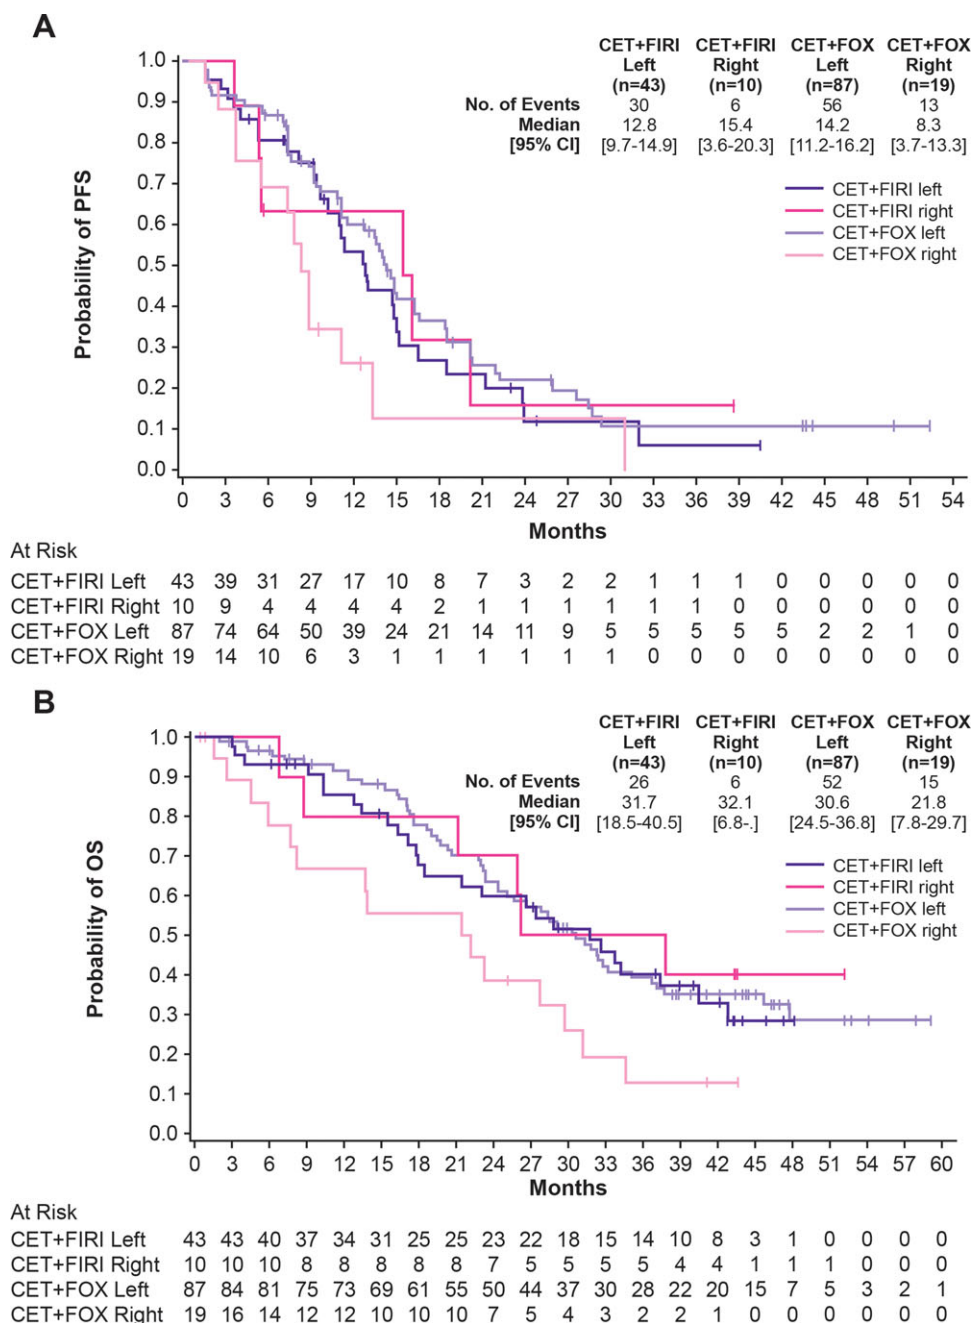 A
CET+FIRI CET+FIRI CET+FOX CET+FOX
Left Right Left Right
(n=43) (n=10) (n=87) (n=19)
No. of Events 30 6 56 13
Median 12.8 15.4 14.2 8.3
[95% CI] [9.7-14.9] [3.6-20.3] [11.2-16.2] [3.7-13.3]
CET+FIRI left
CET+FIRI right
CET+FOX left
CET+FOX right
Probability of PFS
1.0
0.9
0.8
0.7
0.6
0.5
0.4
0.3
0.2
0.1
0.0
0 3 6 9 12 15 18 21 24 27 30 33 36 39 42 45 48 51 54
Months
At Risk
CET+FIRI Left 43 39 31 27 17 10 8 7 3 2 2 1 1 1 0 0 0 0 0
CET+FIRI Right 10 9 4 4 4 4 2 1 1 1 1 1 1 0 0 0 0 0 0
CET+FOX Left 87 74 64 50 39 24 21 14 11 9 5 5 5 5 5 2 2 1 0
CET+FOX Right 19 14 10 6 3 1 1 1 1 1 1 0 0 0 0 0 0 0 0
B
CET+FIRI CET+FIRI CET+FOX CET+FOX
Left Right Left Right
(n=43) (n=10) (n=87) (n=19)
No. of Events 26 6 52 15
Median 31.7 32.1 30.6 21.8
[95% CI] [18.5-40.5] [6.8-.] [24.5-36.8] [7.8-29.7]
CET+FIRI left
CET+FIRI right
CET+FOX left
CET+FOX right
Probability of OS
1.0
0.9
0.8
0.7
0.6
0.5
0.4
0.3
0.2
0.1
0.0
0 3 6 9 12 15 18 21 24 27 30 33 36 39 42 45 48 51 54 57 60
Months
At Risk
CET+FIRI Left 43 43 40 37 34 31 25 25 23 22 18 15 14 10 8 3 1 0 0 0 0
CET+FIRI Right 10 10 10 8 8 8 8 8 7 5 5 5 5 4 4 1 1 1 0 0 0
CET+FOX Left 87 84 81 75 73 69 61 55 50 44 37 30 28 22 20 15 7 5 3 2 1
CET+FOX Right 19 16 14 12 12 10 10 10 7 5 4 3 2 2 1 0 0 0 0 0 0